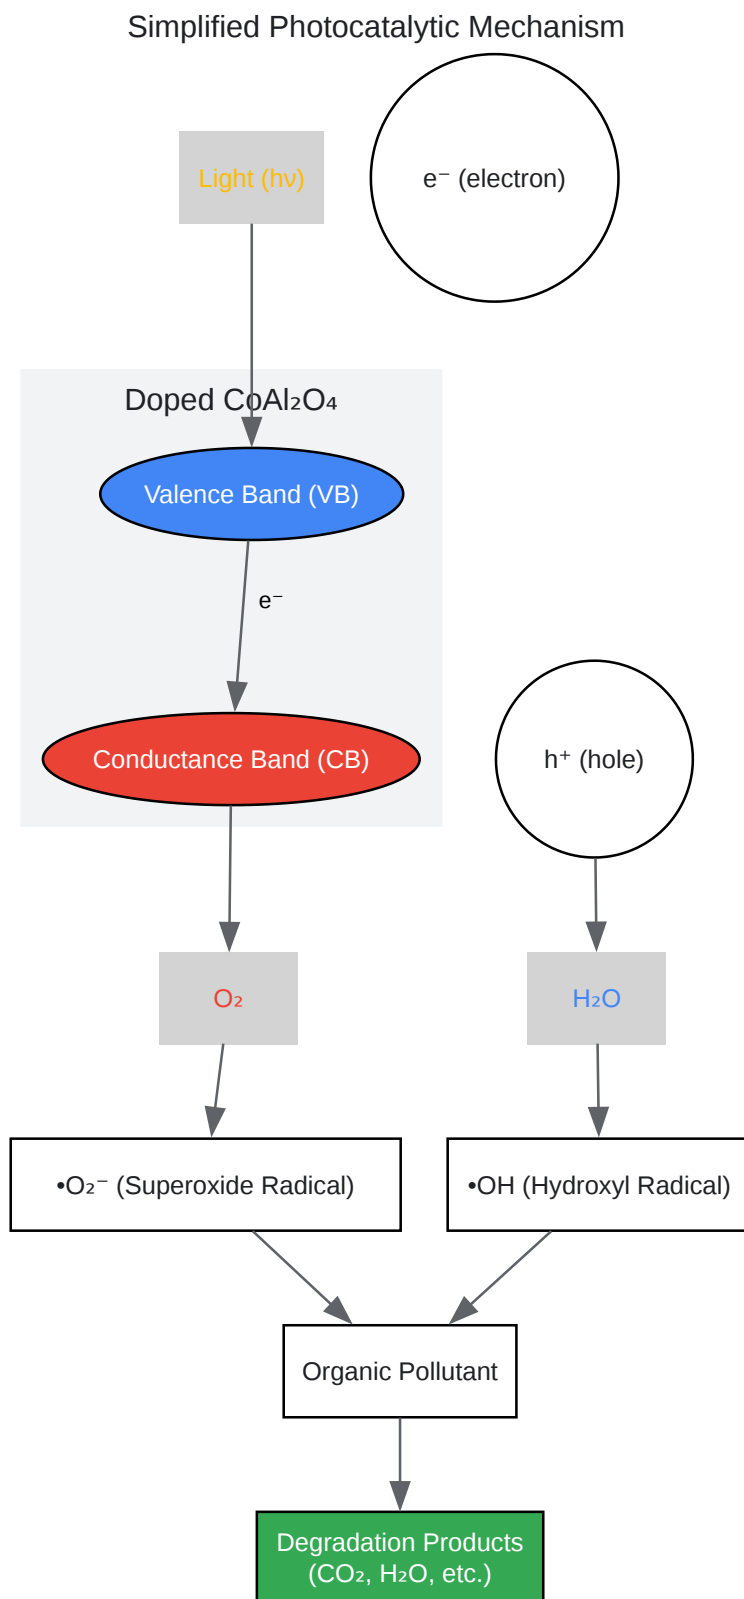 Simplified Photocatalytic Mechanism
Light (hν)
e⁻ (electron)
Doped CoAl₂O₄
Valence Band (VB)
e⁻
Conductance Band (CB)
h⁺ (hole)
O₂
H₂O
•O₂⁻ (Superoxide Radical)
•OH (Hydroxyl Radical)
Organic Pollutant
Degradation Products
(CO₂, H₂O, etc.)